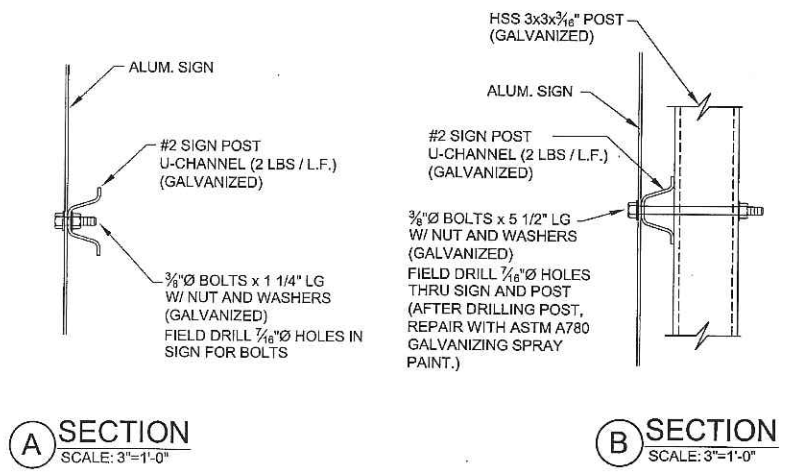 ALUM. SIGN
#2 SIGN POST
U-CHANNEL (2 LBS / L.F.)
(GALVANIZED)
⅜"Ø BOLTS x 1 1/4" LG
W/ NUT AND WASHERS
(GALVANIZED)
FIELD DRILL 7/16"Ø HOLES IN
SIGN FOR BOLTS
A SECTION
SCALE: 3"=1'-0"
HSS 3x3x3/16" POST
(GALVANIZED)
ALUM. SIGN
#2 SIGN POST
U-CHANNEL (2 LBS / L.F.)
(GALVANIZED)
⅜"Ø BOLTS x 5 1/2" LG
W/ NUT AND WASHERS
(GALVANIZED)
FIELD DRILL 7/16"Ø HOLES
THRU SIGN AND POST
(AFTER DRILLING POST,
REPAIR WITH ASTM A780
GALVANIZING SPRAY
PAINT.)
B SECTION
SCALE: 3"=1'-0"